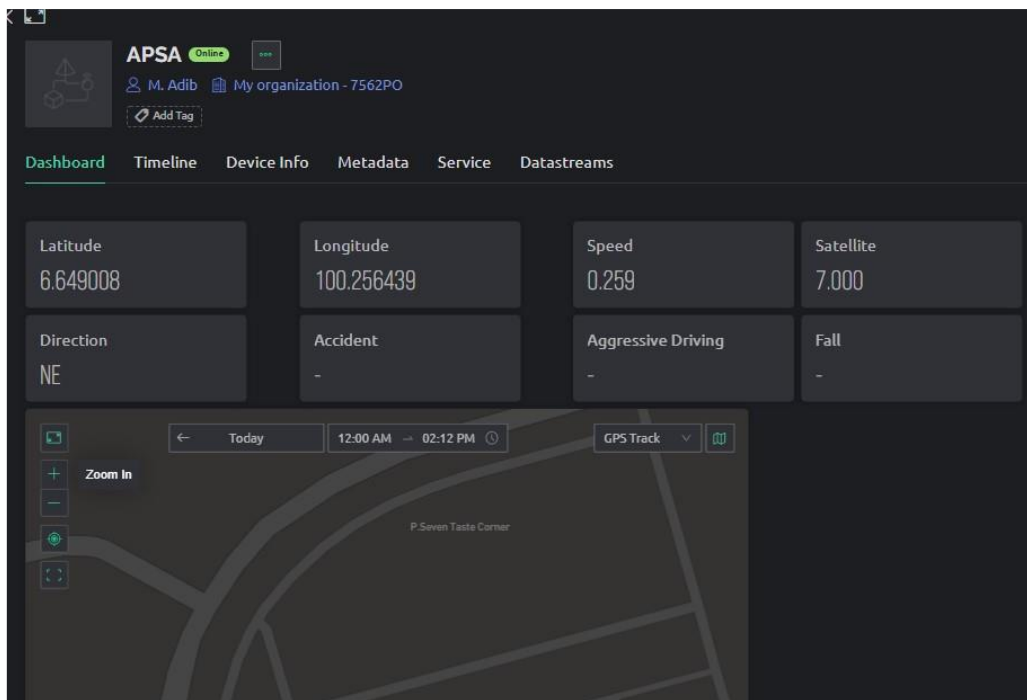 APSA Online
M. Adib My organization - 7562PO
Add Tag
Dashboard Timeline Device Info Metadata Service Datastreams
Latitude Longitude Speed Satellite
6.649008 100.256439 0.259 7.000
Direction Accident Aggressive Driving Fall
NE - - -
Today 12:00 AM → 02:12 PM GPS Track
Zoom In
P.Seven Taste Corner